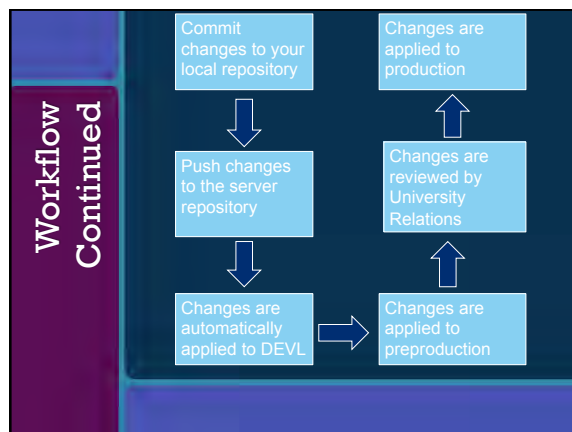 Workflow
Continued
Commit
changes to your
local repository
Push changes
to the server
repository
Changes are
automatically
applied to DEVL
Changes are
applied to
preproduction
Changes are
reviewed by
University
Relations
Changes are
applied to
production